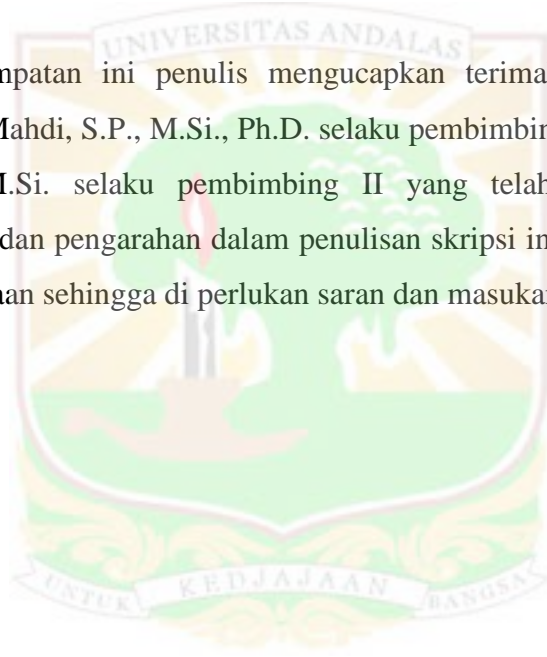 UNIVERSITAS ANDALAS
mpatan ini penulis mengucapkan terima
Mahdi, S.P., M.Si., Ph.D. selaku pembimbin
M.Si. selaku pembimbing II yang telah
dan pengarahan dalam penulisan skripsi in
aan sehingga di perlukan saran dan masukan
UNTUK KEDJAJAAN BANGSA